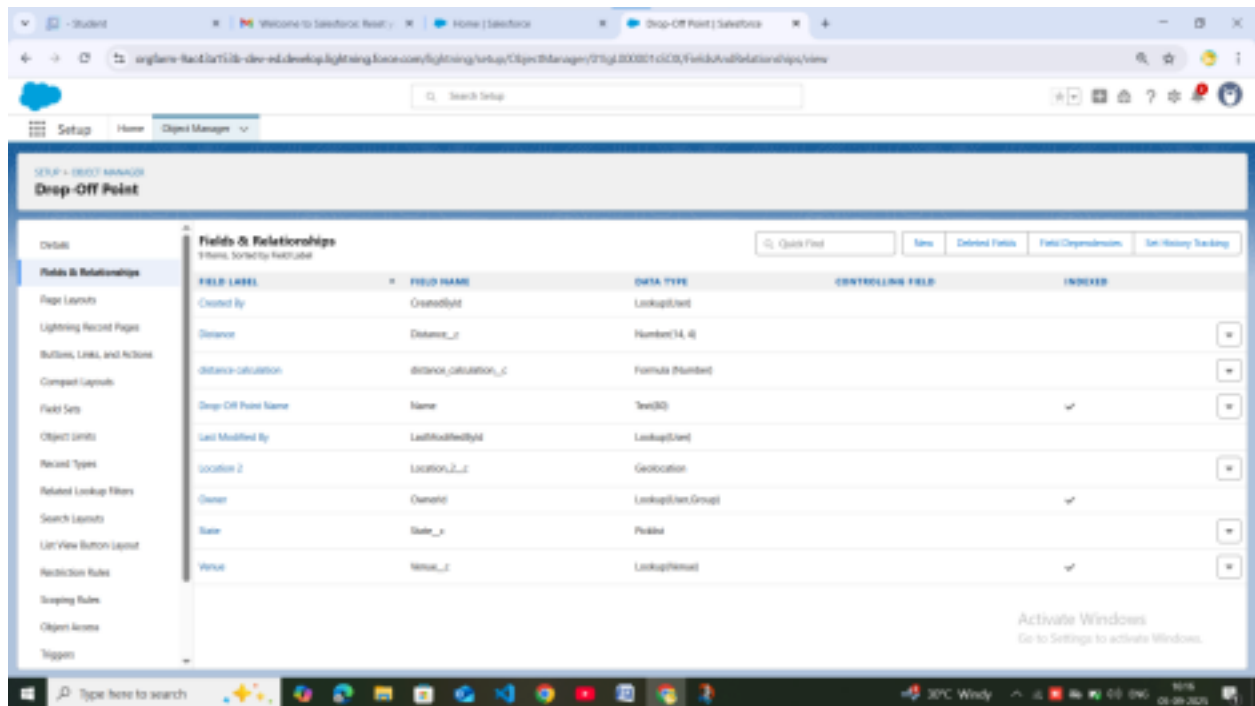 - Student
Welcome to Salesforce: Reset y
Home | Salesforce
Drop-Off Point | Salesforce
Search Setup
Setup
Home
Object Manager
SETUP > OBJECT MANAGER
Drop-Off Point
Details
Fields & Relationships
Page Layouts
Lightning Record Pages
Buttons, Links, and Actions
Compact Layouts
Field Sets
Object Limits
Record Types
Related Lookup Filters
Search Layouts
List View Button Layout
Restriction Rules
Scoping Rules
Object Access
Triggers
Fields & Relationships
9 Items, Sorted by Field Label
Quick Find
New
Deleted Fields
Field Dependencies
Set History Tracking
FIELD LABEL FIELD NAME DATA TYPE CONTROLLING FIELD INDEXED
Created By CreatedById Lookup(User)
Distance Distance__c Number(14, 4)
distance calculation distance_calculation__c Formula (Number)
Drop-Off Point Name Name Text(80)
Last Modified By LastModifiedById Lookup(User)
Location 2 Location_2__c Geolocation
Owner OwnerId Lookup(User,Group)
State State__c Picklist
Venue Venue__c Lookup(Venue)
Activate Windows
Go to Settings to activate Windows.
Type here to search
30°C Windy
ENG
16:16